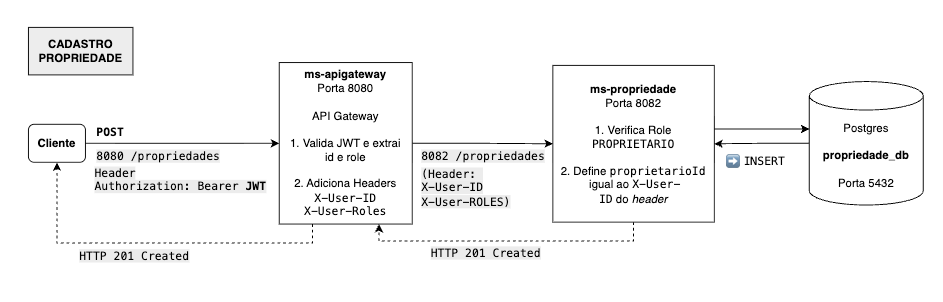 CADASTRO
PROPRIEDADE
Cliente
POST
8080 /propriedades
Header
Authorization: Bearer JWT
ms-apigateway
Porta 8080
API Gateway
1. Valida JWT e extrai
id e role
2. Adiciona Headers
X-User-ID
X-User-Roles
8082 /propriedades
(Header:
X-User-ID
X-User-ROLES)
ms-propriedade
Porta 8082
1. Verifica Role
PROPRIETARIO
2. Define proprietarioId
igual ao X-User-
ID do header
➡️ INSERT
Postgres
propriedade_db
Porta 5432
HTTP 201 Created
HTTP 201 Created